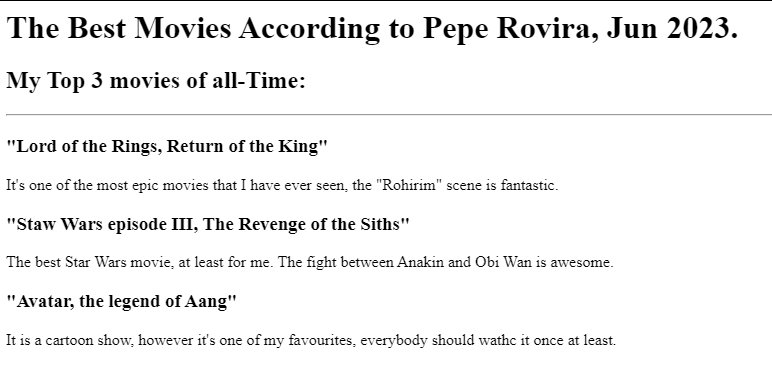 The Best Movies According to Pepe Rovira, Jun 2023.
My Top 3 movies of all-Time:
"Lord of the Rings, Return of the King"
It's one of the most epic movies that I have ever seen, the "Rohirim" scene is fantastic.
"Staw Wars episode III, The Revenge of the Siths"
The best Star Wars movie, at least for me. The fight between Anakin and Obi Wan is awesome.
"Avatar, the legend of Aang"
It is a cartoon show, however it's one of my favourites, everybody should wathc it once at least.